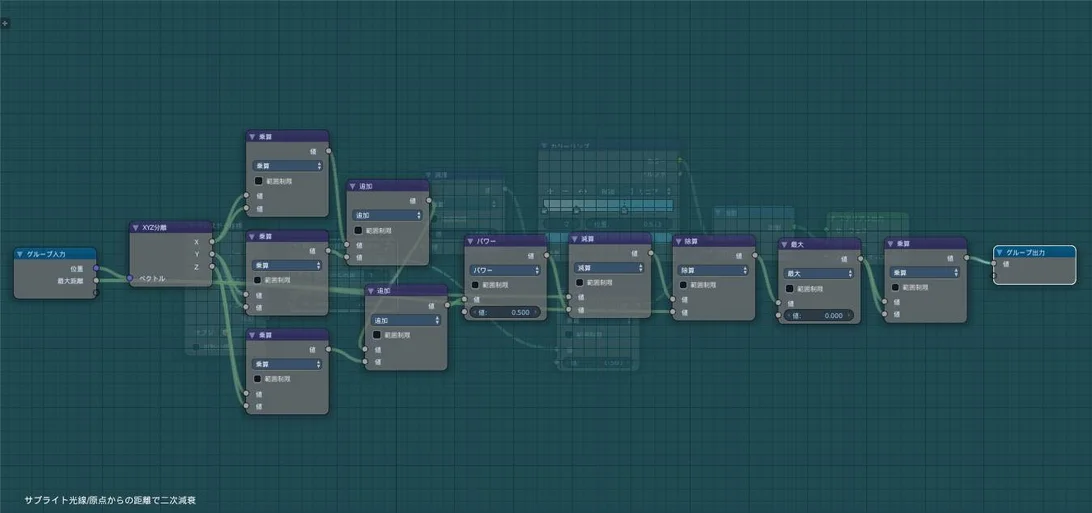 乗算
値
乗算
範囲制限
値
値
追加
値
追加
範囲制限
値
値
XYZ分離
X
Y
Z
ベクトル
グループ入力
位置
最大距離
乗算
値
乗算
範囲制限
値
値
追加
値
追加
範囲制限
値
値
乗算
値
乗算
範囲制限
値
値
パワー
値
パワー
範囲制限
値
値: 0.500
減算
値
減算
範囲制限
値
値
除算
値
除算
範囲制限
値
値
最大
値
最大
範囲制限
値
値: 0.000
乗算
値
乗算
範囲制限
値
値
グループ出力
値
カラーランプ
サブライト光線/原点からの距離で二次減衰